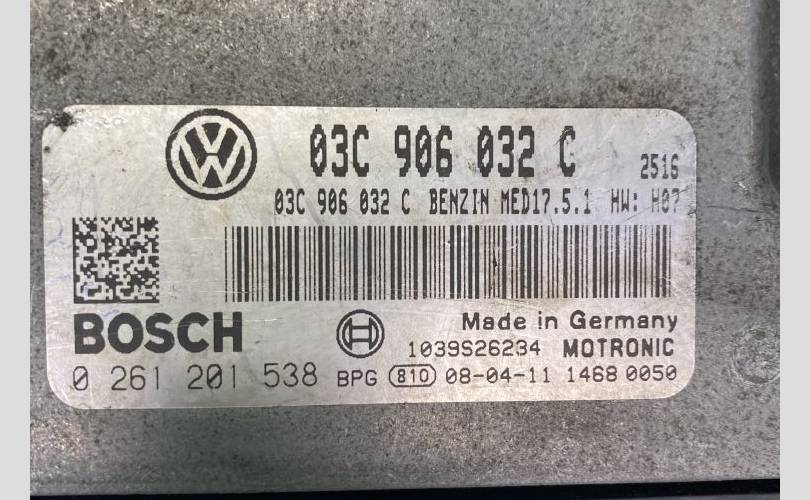 03C 906 032 C 2516
03C 906 032 C BENZIN MED17.5.1 HW: H07
BOSCH
Made in Germany
1039S26234 MOTRONIC
0 261 201 538 BPG 810 08-04-11 1468 0050